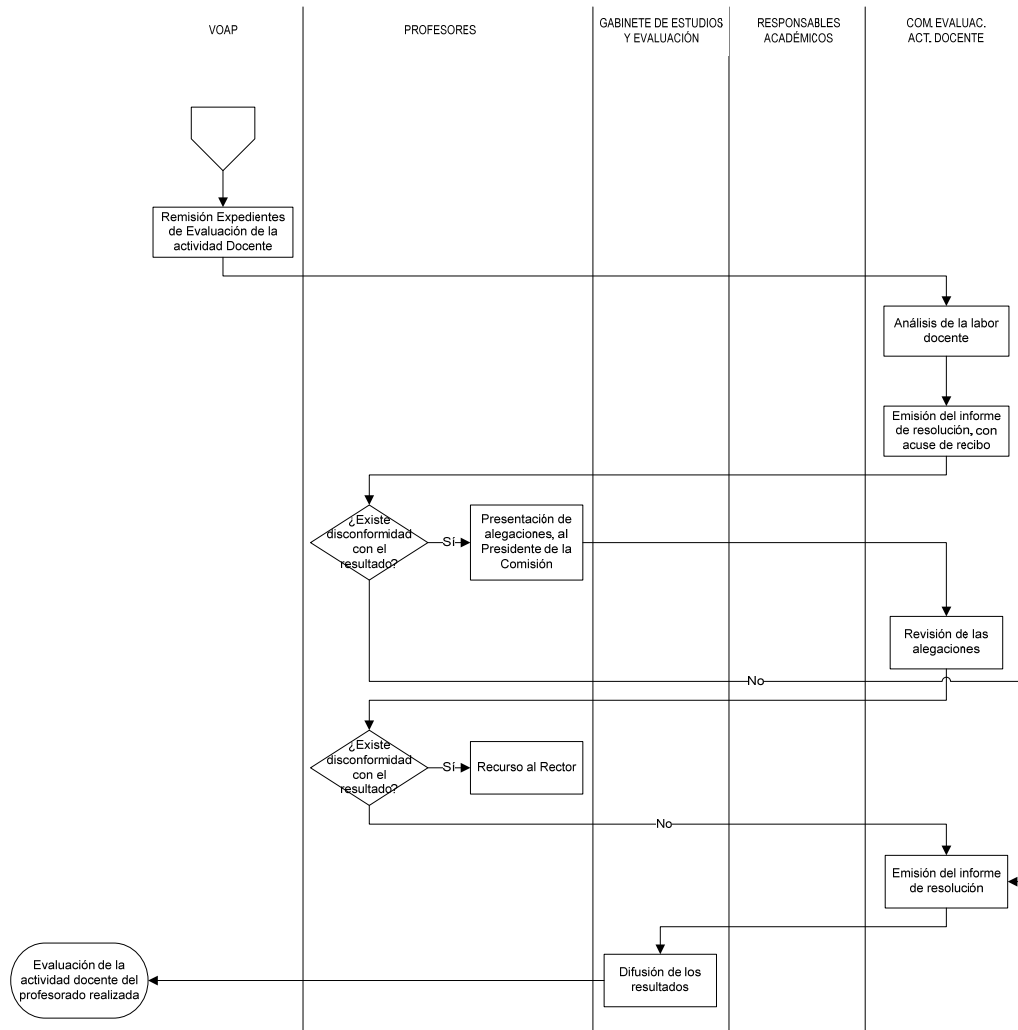 VOAP
PROFESORES
GABINETE DE ESTUDIOS
Y EVALUACIÓN
RESPONSABLES
ACADÉMICOS
COM. EVALUAC.
ACT. DOCENTE
Remisión Expedientes
de Evaluación de la
actividad Docente
Análisis de la labor
docente
Emisión del informe
de resolución, con
acuse de recibo
¿Existe
disconformidad
con el
resultado?
Sí
Presentación de
alegaciones, al
Presidente de la
Comisión
Revisión de las
alegaciones
No
¿Existe
disconformidad
con el
resultado?
Sí
Recurso al Rector
No
Emisión del informe
de resolución
Difusión de los
resultados
Evaluación de la
actividad docente del
profesorado realizada